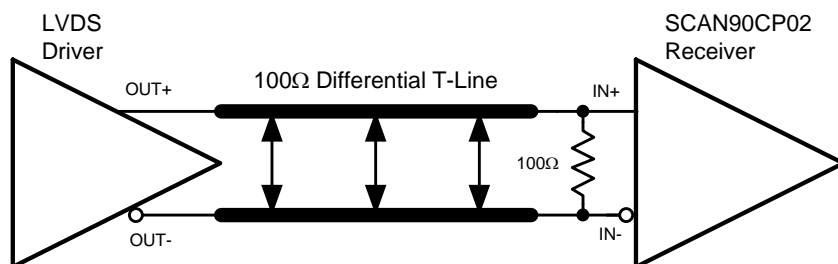 LVDS
Driver
SCAN90CP02
Receiver
OUT+
100Ω Differential T-Line
IN+
100Ω
OUT-
IN-